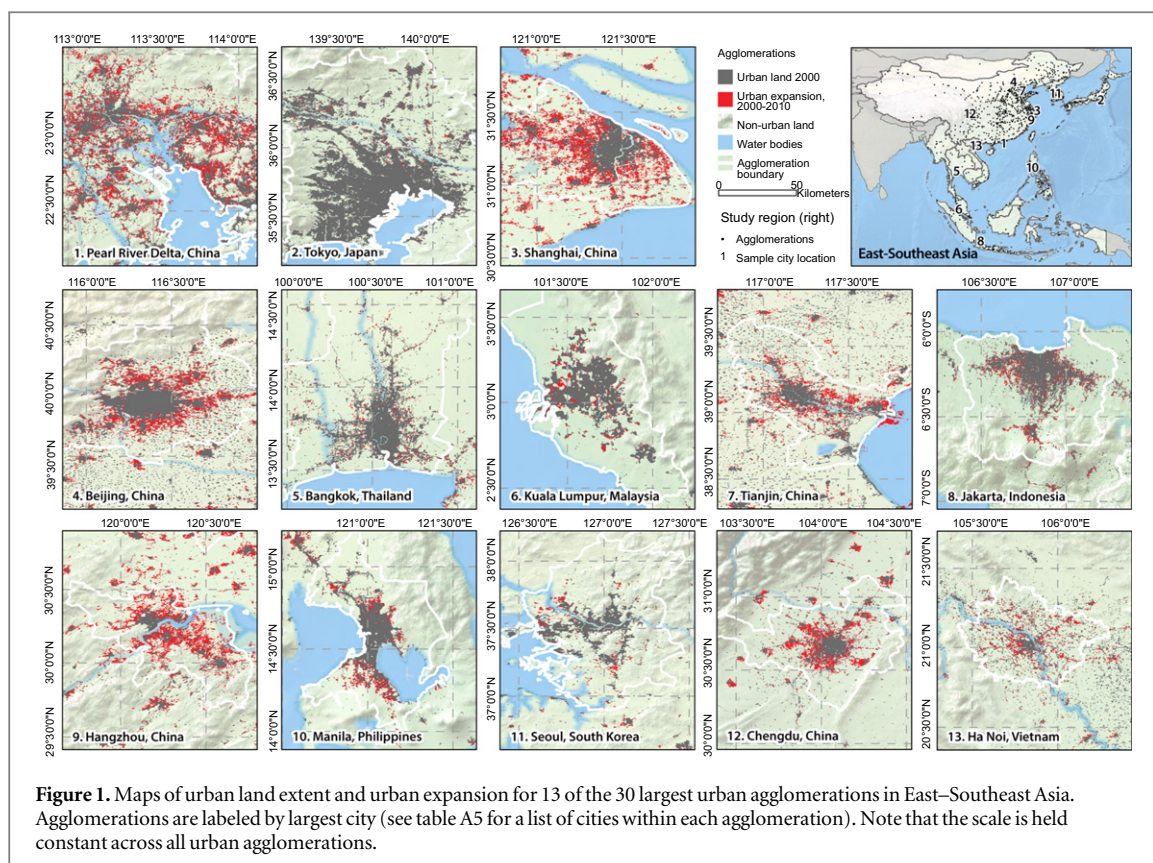 113°0'0"E 113°30'0"E 114°0'0"E
139°30'0"E 140°0'0"E
121°0'0"E 121°30'0"E
23°0'0"N
22°30'0"N
1. Pearl River Delta, China
36°30'0"N
36°0'0"N
35°30'0"N
2. Tokyo, Japan
31°30'0"N
31°0'0"N
30°30'0"N
3. Shanghai, China
Agglomerations
Urban land 2000
Urban expansion,
2000-2010
Non-urban land
Water bodies
Agglomeration
boundary
0 50
Kilometers
Study region (right)
Agglomerations
1 Sample city location
4
7
11
2
3
9
12
13
1
10
5
6
8
East-Southeast Asia
116°0'0"E 116°30'0"E
100°0'0"E 100°30'0"E 101°0'0"E
101°30'0"E 102°0'0"E
117°0'0"E 117°30'0"E
106°30'0"E 107°0'0"E
40°30'0"N
40°0'0"N
39°30'0"N
4. Beijing, China
14°30'0"N
14°0'0"N
13°30'0"N
5. Bangkok, Thailand
3°30'0"N
3°0'0"N
2°30'0"N
6. Kuala Lumpur, Malaysia
39°30'0"N
39°0'0"N
38°30'0"N
7. Tianjin, China
6°0'0"S
6°30'0"S
7°0'0"S
8. Jakarta, Indonesia
120°0'0"E 120°30'0"E
121°0'0"E 121°30'0"E
126°30'0"E 127°0'0"E 127°30'0"E
103°30'0"E 104°0'0"E 104°30'0"E
105°30'0"E 106°0'0"E
30°30'0"N
30°0'0"N
29°30'0"N
9. Hangzhou, China
15°0'0"N
14°30'0"N
14°0'0"N
10. Manila, Philippines
38°0'0"N
37°30'0"N
37°0'0"N
11. Seoul, South Korea
31°0'0"N
30°30'0"N
30°0'0"N
12. Chengdu, China
21°30'0"N
21°0'0"N
20°30'0"N
13. Ha Noi, Vietnam
Figure 1. Maps of urban land extent and urban expansion for 13 of the 30 largest urban agglomerations in East–Southeast Asia.
Agglomerations are labeled by largest city (see table A5 for a list of cities within each agglomeration). Note that the scale is held
constant across all urban agglomerations.